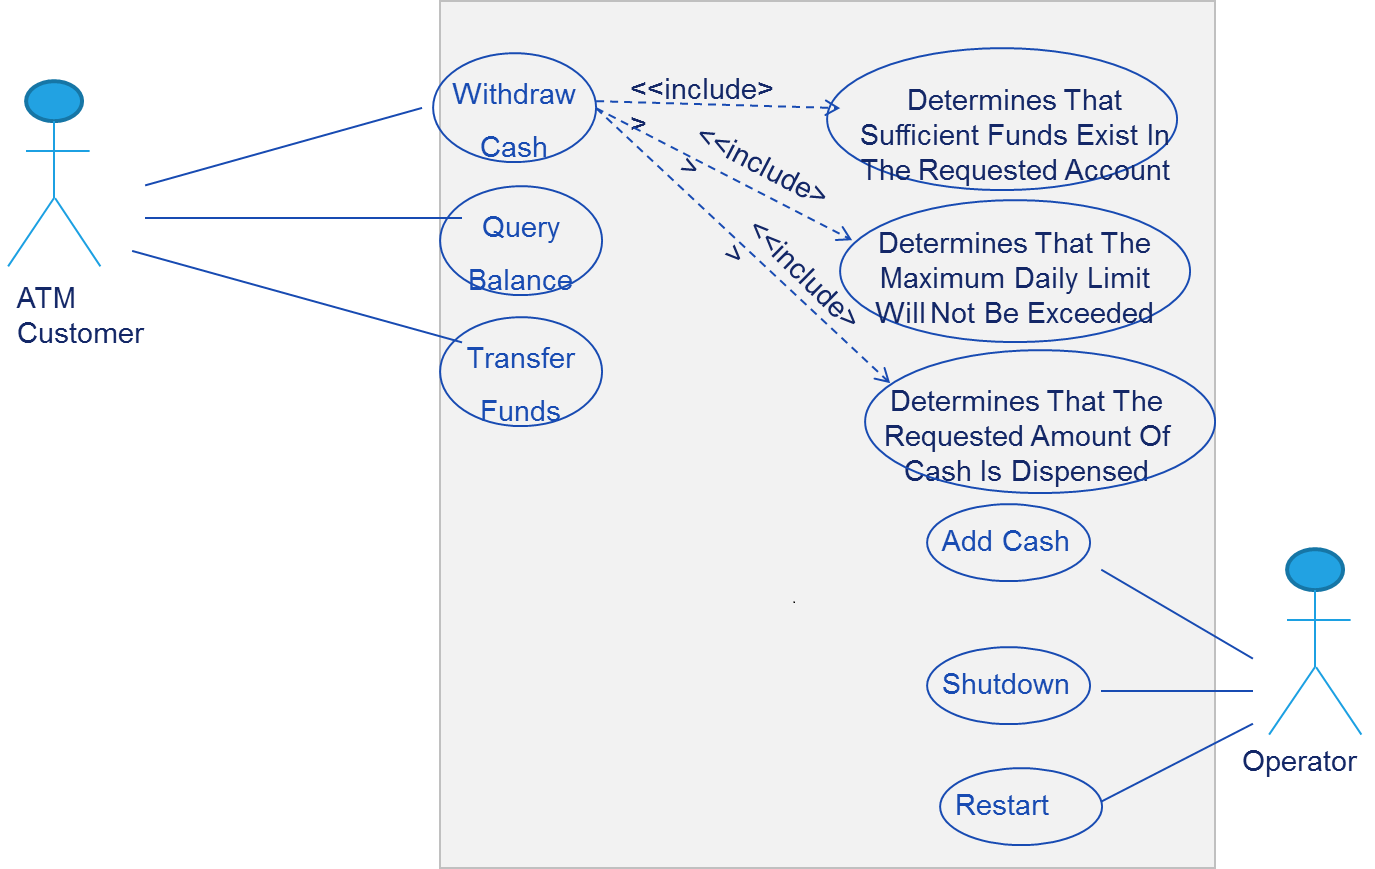 Withdraw
Cash
<<include>
>
Determines That
Sufficient Funds Exist In
The Requested Account
<<include>
>
Query
Balance
Determines That The
Maximum Daily Limit
Will Not Be Exceeded
<<include>
>
ATM
Customer
Transfer
Funds
Determines That The
Requested Amount Of
Cash Is Dispensed
Add Cash
.
Shutdown
Operator
Restart